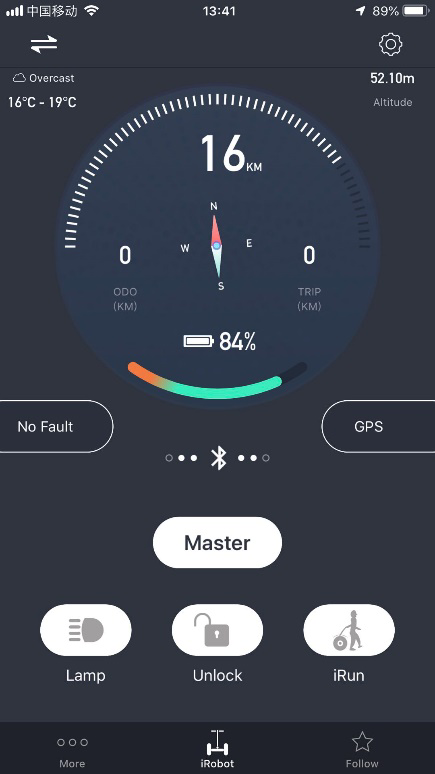 中国移动
13:41
89%
Overcast
16°C - 19°C
52.10m
Altitude
16 KM
N
W
E
S
0
ODO
(KM)
0
TRIP
(KM)
84%
No Fault
GPS
Master
Lamp
Unlock
iRun
More
iRobot
Follow